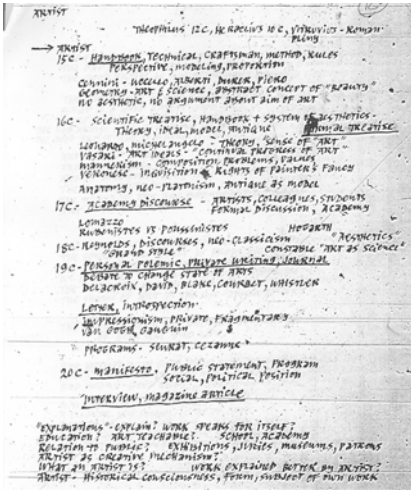 ARTIST
THEOPHILUS 12C, HERACLIUS 10C, VITRUVIUS - ROMAN
PLINY
→ ARTIST
15C - HANDBOOK, TECHNICAL, CRAFTSMAN, METHOD, RULES
PERSPECTIVE, MODELING, PROPORTION
CENNINI - UCCELLO, ALBERTI, DURER, PIERO
GEOMETRY - ART & SCIENCE, ABSTRACT CONCEPT OF "BEAUTY"
NO AESTHETIC, NO ARGUMENT ABOUT AIM OF ART
16C - SCIENTIFIC TREATISE, HANDBOOK + SYSTEM OF AESTHETICS -
THEORY, IDEAL, MODEL, ANTIQUE FORMAL TREATISE
LEONARDO, MICHELANGELO - THEORY, "SENSE OF "ART"
VASARI - ART IDEALS - "CONTINUAL PROGRESS OF ART"
MANNERISM - COMPOSITION, PROBLEMS, VALUES
VERONESE - INQUISITION RIGHTS OF PAINTER'S FANCY
ANATOMY, NEO-PLATONISM, ANTIQUE AS MODEL
17C - ACADEMY DISCOURSE - ARTISTS, COLLEAGUES, STUDENTS
FORMAL DISCUSSION, ACADEMY
LOMAZZO
RUBENISTES VS POUSSINISTES HOGARTH
18C - REYNOLDS, DISCOURSES, NEO-CLASSICISM "AESTHETICS"
"GRAND STYLE" CONSTABLE "ART AS SCIENCE"
19C - PERSONAL POLEMIC, PRIVATE WRITING, JOURNAL
DEBATE TO CHANGE STATE OF ARTS
DELACROIX, DAVID, BLAKE, COURBET, WHISTLER
LETTER, INTROSPECTION
IMPRESSIONISM, PRIVATE, FRAGMENTARY
VAN GOGH, GAUGUIN
PROGRAMS - SEURAT, CEZANNE
20C - MANIFESTO, PUBLIC STATEMENT, PROGRAM
SOCIAL, POLITICAL POSITION
INTERVIEW, MAGAZINE ARTICLE
"EXPLANATIONS" - EXPLAIN? WORK SPEAKS FOR ITSELF?
EDUCATION? ART TEACHABLE? SCHOOL, ACADEMY
RELATION TO PUBLIC? EXHIBITIONS, JURIES, MUSEUMS, PATRONS
ARTIST AS CREATIVE MECHANISM?
WHAT AN ARTIST IS? WORK EXPLAINED BETTER BY ARTIST?
ARTIST - HISTORICAL CONSCIOUSNESS, FORM, SUBJECT OF OWN WORK